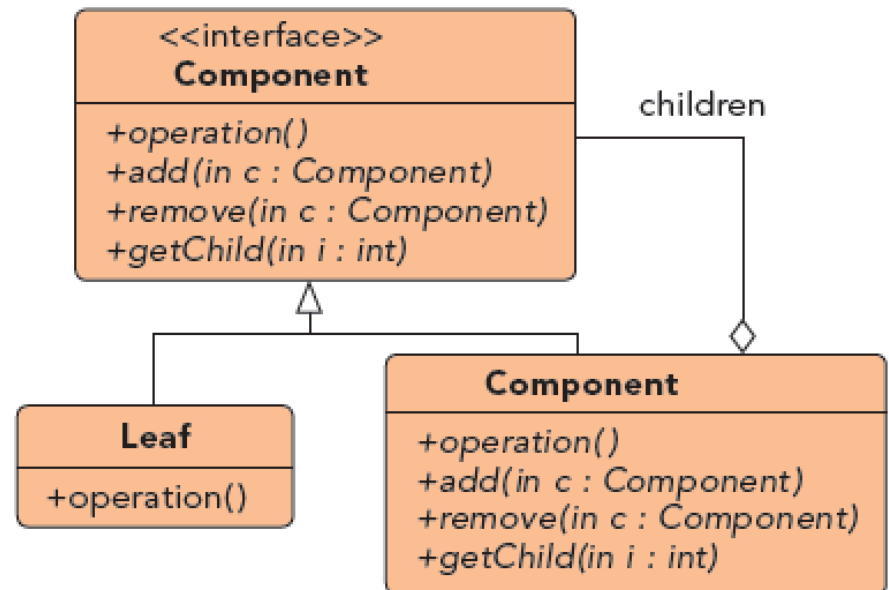 <<interface>>
Component
+operation()
+add(in c : Component)
+remove(in c : Component)
+getChild(in i : int)
children
Leaf
+operation()
Component
+operation()
+add(in c : Component)
+remove(in c : Component)
+getChild(in i : int)